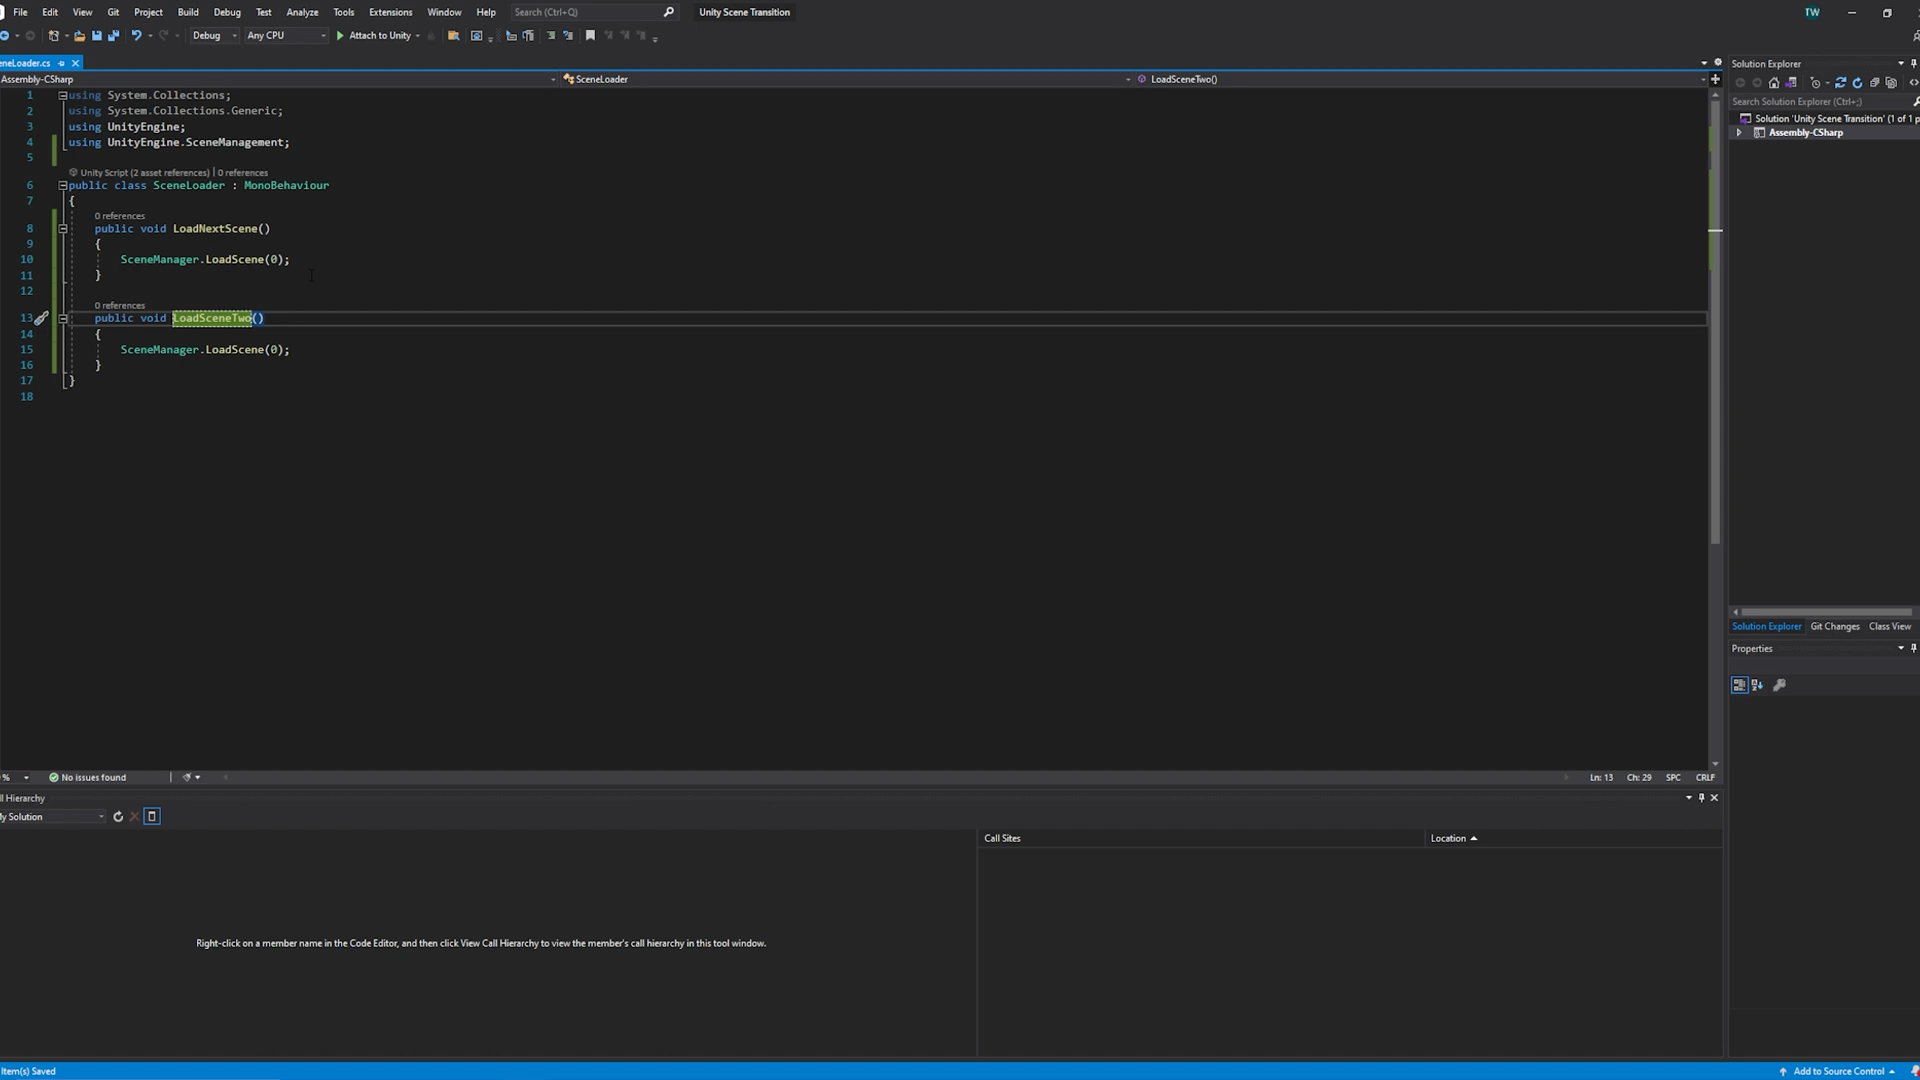 File Edit View Git Project Build Debug Test Analyze Tools Extensions Window Help Search (Ctrl+Q) Unity Scene Transition TW
Debug Any CPU Attach to Unity
eneLoader.cs
Assembly-CSharp SceneLoader LoadSceneTwo()
1 using System.Collections;
2 using System.Collections.Generic;
3 using UnityEngine;
4 using UnityEngine.SceneManagement;
5
Unity Script (2 asset references) | 0 references
6 public class SceneLoader : MonoBehaviour
7 {
0 references
8 public void LoadNextScene()
9 {
10 SceneManager.LoadScene(0);
11 }
12
0 references
13 public void LoadSceneTwo()
14 {
15 SceneManager.LoadScene(0);
16 }
17 }
18
% No issues found Ln: 13 Ch: 29 SPC CRLF
ll Hierarchy
My Solution
Call Sites Location
Right-click on a member name in the Code Editor, and then click View Call Hierarchy to view the member's call hierarchy in this tool window.
Solution Explorer
Search Solution Explorer (Ctrl+;)
Solution 'Unity Scene Transition' (1 of 1 p
Assembly-CSharp
Solution Explorer Git Changes Class View
Properties
Item(s) Saved Add to Source Control